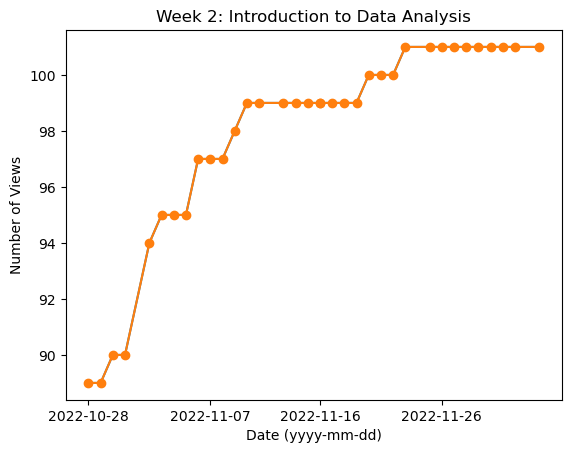 Week 2: Introduction to Data Analysis
Number of Views
100
98
96
94
92
90
2022-10-28 2022-11-07 2022-11-16 2022-11-26
Date (yyyy-mm-dd)